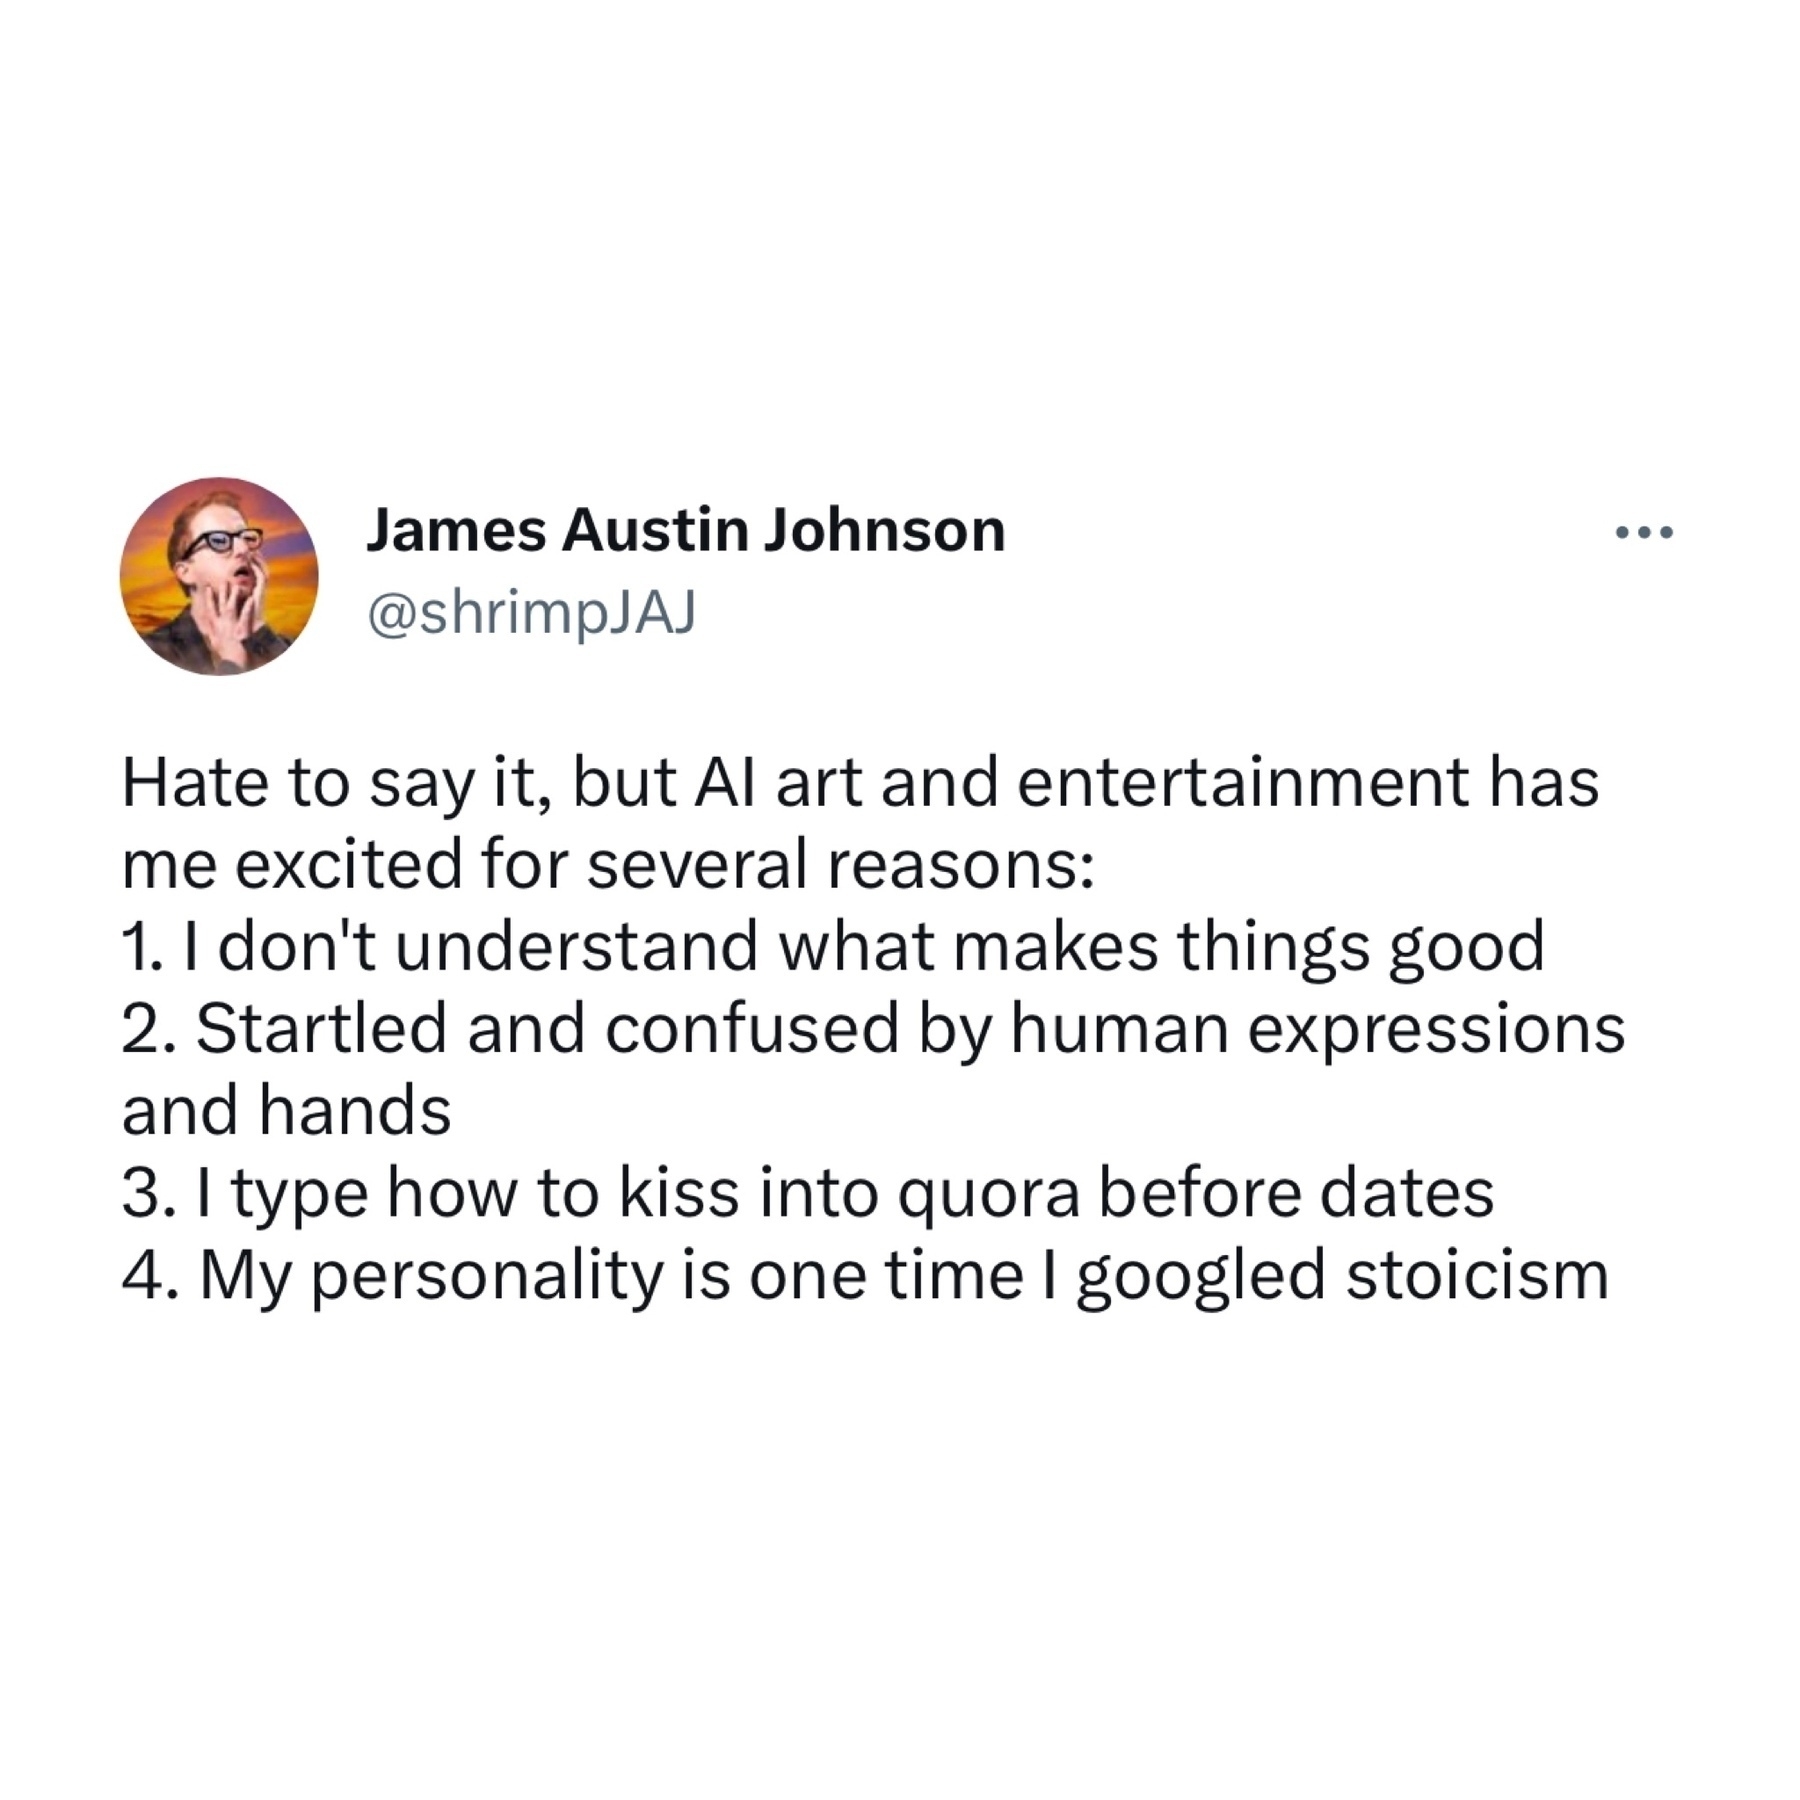 James Austin Johnson
@shrimpJAJ
Hate to say it, but AI art and entertainment has
me excited for several reasons:
1. I don't understand what makes things good
2. Startled and confused by human expressions
and hands
3. I type how to kiss into quora before dates
4. My personality is one time I googled stoicism